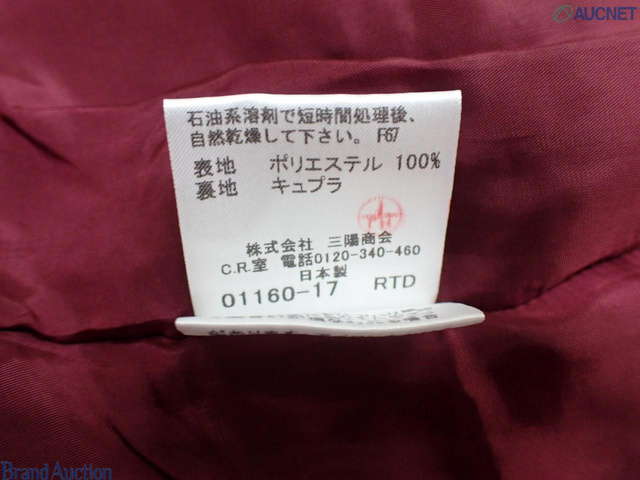 AUCNET
石油系溶剤で短時間処理後、
自然乾燥して下さい。F67
表地 ポリエステル 100%
裏地 キュプラ
株式会社 三陽商会
C.R.室 電話0120-340-460
日本製
01160-17 RTD
Brand Auction